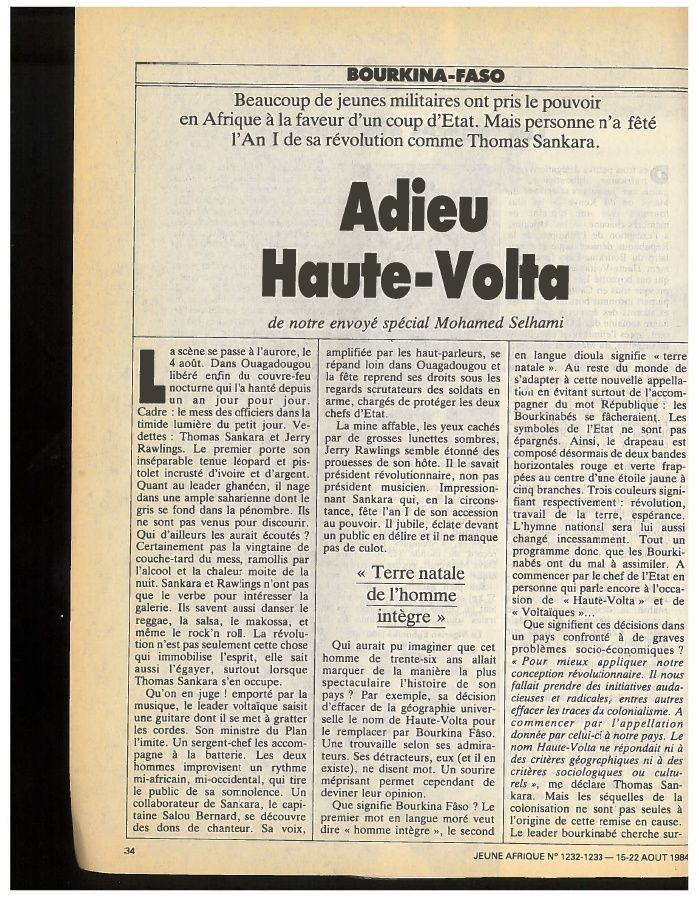 BOURKINA-FASO
Beaucoup de jeunes militaires ont pris le pouvoir
en Afrique à la faveur d'un coup d'Etat. Mais personne n'a fêté
l'An I de sa révolution comme Thomas Sankara.
Adieu
Haute-Volta
de notre envoyé spécial Mohamed Selhami
La scène se passe à l'aurore, le
4 août. Dans Ouagadougou
libéré enfin du couvre-feu
nocturne qui l'a hanté depuis
un an jour pour jour.
Cadre : le mess des officiers dans la
timide lumière du petit jour. Ve-
dettes : Thomas Sankara et Jerry
Rawlings. Le premier porte son
inséparable tenue léopard et pis-
tolet incrusté d'ivoire et d'argent.
Quant au leader ghanéen, il nage
dans une ample saharienne dont le
gris se fond dans la pénombre. Ils
ne sont pas venus pour discourir.
Qui d'ailleurs les aurait écoutés ?
Certainement pas la vingtaine de
couche-tard du mess, ramollis par
l'alcool et la chaleur moite de la
nuit. Sankara et Rawlings n'ont pas
que le verbe pour intéresser la
galerie. Ils savent aussi danser le
reggae, la salsa, le makossa, et
même le rock'n roll. La révolu-
tion n'est pas seulement cette chose
qui immobilise l'esprit, elle sait
aussi l'égayer, surtout lorsque
Thomas Sankara s'en occupe.
Qu'on en juge ! emporté par la
musique, le leader voltaïque saisit
une guitare dont il se met à gratter
les cordes. Son ministre du Plan
l'imite. Un sergent-chef les accom-
pagne à la batterie. Les deux
hommes improvisent un rythme
mi-africain, mi-occidental, qui tire
le public de sa somnolence. Un
collaborateur de Sankara, le capi-
taine Salou Bernard, se découvre
des dons de chanteur. Sa voix,
amplifiée par les haut-parleurs, se
répand loin dans Ouagadougou et
la fête reprend ses droits sous les
regards scrutateurs des soldats en
arme, chargés de protéger les deux
chefs d'Etat.
La mine affable, les yeux cachés
par de grosses lunettes sombres,
Jerry Rawlings semble étonné des
prouesses de son hôte. Il le savait
président révolutionnaire, non pas
président musicien. Impression-
nant Sankara qui, en la circons-
tance, fête l'an I de son accession
au pouvoir. Il jubile, éclate devant
un public en délire et il ne manque
pas de culot.
« Terre natale
de l'homme
intègre »
Qui aurait pu imaginer que cet
homme de trente-six ans allait
marquer de la manière la plus
spectaculaire l'histoire de son
pays ? Par exemple, sa décision
d'effacer de la géographie univer-
selle le nom de Haute-Volta pour
le remplacer par Bourkina Fâso.
Une trouvaille selon ses admira-
teurs. Ses détracteurs, eux (et il en
existe), ne disent mot. Un sourire
méprisant permet cependant de
deviner leur opinion.
Que signifie Bourkina Fâso ? Le
premier mot en langue moré veut
dire « homme intègre », le second
en langue dioula signifie « terre
natale ». Au reste du monde de
s'adapter à cette nouvelle appella-
tion en évitant surtout de l'accom-
pagner du mot République : les
Bourkinabés se fâcheraient. Les
symboles de l'Etat ne sont pas
épargnés. Ainsi, le drapeau est
composé désormais de deux bandes
horizontales rouge et verte frap-
pées au centre d'une étoile jaune à
cinq branches. Trois couleurs signi-
fiant respectivement : révolution,
travail de la terre, espérance.
L'hymne national sera lui aussi
changé incessamment. Tout un
programme donc que les Bourki-
nabés ont du mal à assimiler. A
commencer par le chef de l'Etat en
personne qui parle encore à l'occa-
sion de « Haute-Volta » et de
« Voltaïques »...
Que signifient ces décisions dans
un pays confronté à de graves
problèmes socio-économiques ?
« Pour mieux appliquer notre
conception révolutionnaire. Il nous
fallait prendre des initiatives auda-
cieuses et radicales, entres autres
effacer les traces du colonialisme. A
commencer par l'appellation
donnée par celui-ci à notre pays. Le
nom Haute-Volta ne répondait ni à
des critères géographiques ni à des
critères sociologiques ou cultu-
rels », me déclare Thomas San-
kara. Mais les séquelles de la
colonisation ne sont pas seules à
l'origine de cette remise en cause.
Le leader bourkinabé cherche sur-
34
JEUNE AFRIQUE N° 1232-1233 — 15-22 AOUT 1984